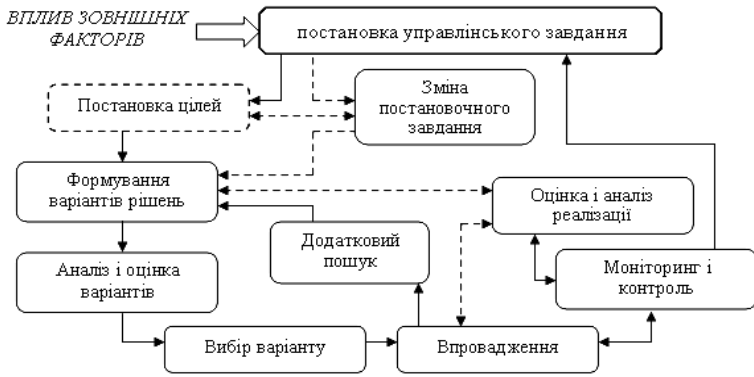 ВПЛИВ ЗОВНІШНІХ
ФАКТОРІВ
постановка управлінського завдання
Постановка цілей
Зміна
постановочного
завдання
Формування
варіантів рішень
Оцінка і аналіз
реалізації
Додатковий
пошук
Аналіз і оцінка
варіантів
Моніторинг і
контроль
Вибір варіанту
Впровадження